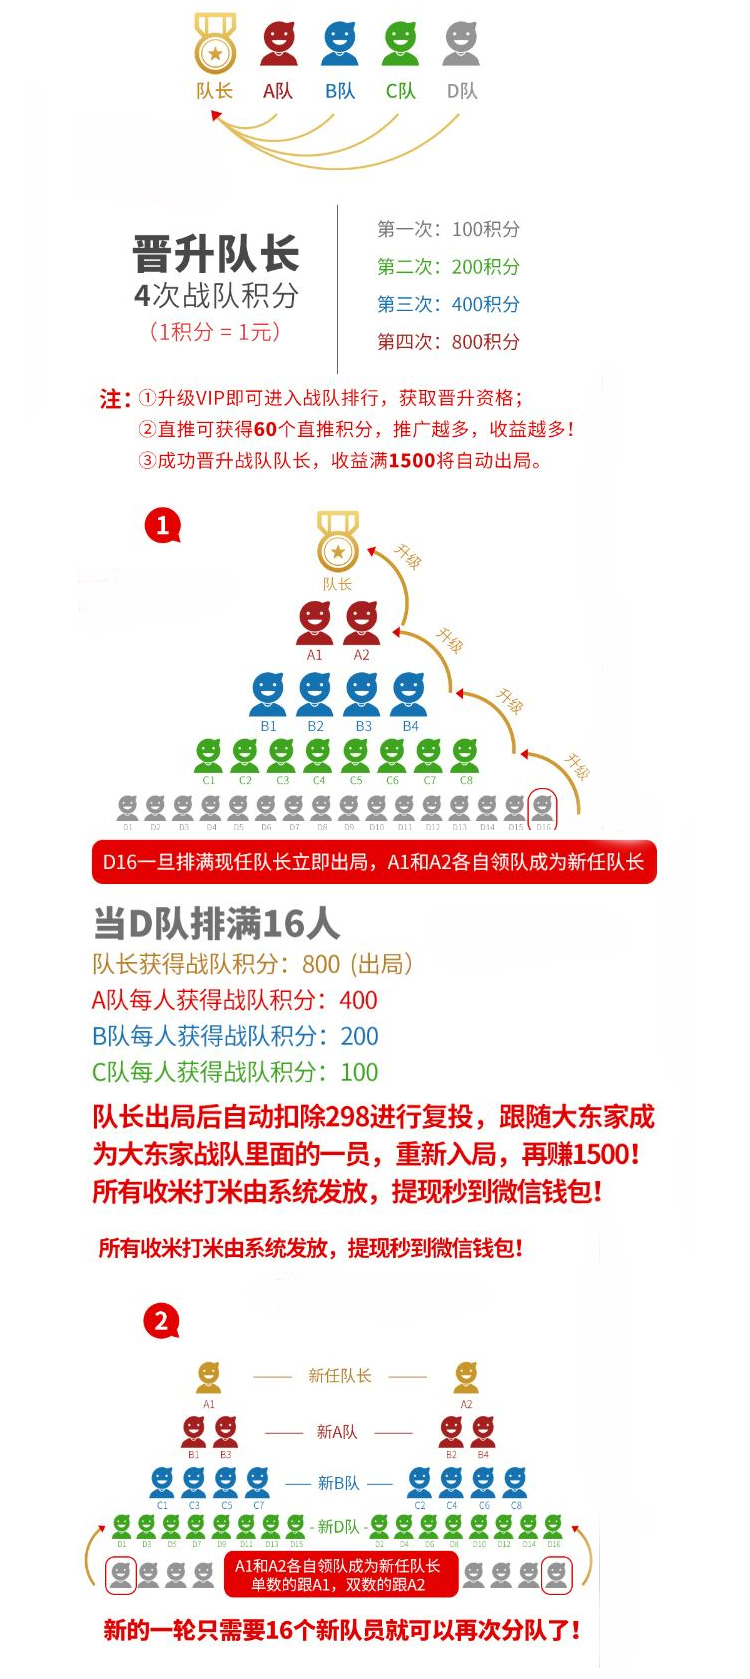 队长 A队 B队 C队 D队
晋升队长
4次战队积分
（1积分 = 1元）
第一次：100积分
第二次：200积分
第三次：400积分
第四次：800积分
注：①升级VIP即可进入战队排行，获取晋升资格；
②直推可获得60个直推积分，推广越多，收益越多！
③成功晋升战队队长，收益满1500将自动出局。
1
升级
队长
升级
A1 A2
升级
B1 B2 B3 B4
升级
C1 C2 C3 C4 C5 C6 C7 C8
D1 D2 D3 D4 D5 D6 D7 D8 D9 D10 D11 D12 D13 D14 D15 D16
D16一旦排满现任队长立即出局，A1和A2各自领队成为新任队长
当D队排满16人
队长获得战队积分：800（出局）
A队每人获得战队积分：400
B队每人获得战队积分：200
C队每人获得战队积分：100
队长出局后自动扣除298进行复投，跟随大东家成
为大东家战队里面的一员，重新入局，再赚1500！
所有收米打米由系统发放，提现秒到微信钱包！
所有收米打米由系统发放，提现秒到微信钱包！
2
新任队长
A1 A2
新A队
B1 B3 B2 B4
新B队
C1 C3 C5 C7 C2 C4 C6 C8
新D队
D1 D3 D5 D7 D9 D11 D13 D15 D2 D4 D6 D8 D10 D12 D14 D16
A1和A2各自领队成为新任队长
单数的跟A1，双数的跟A2
新的一轮只需要16个新队员就可以再次分队了！